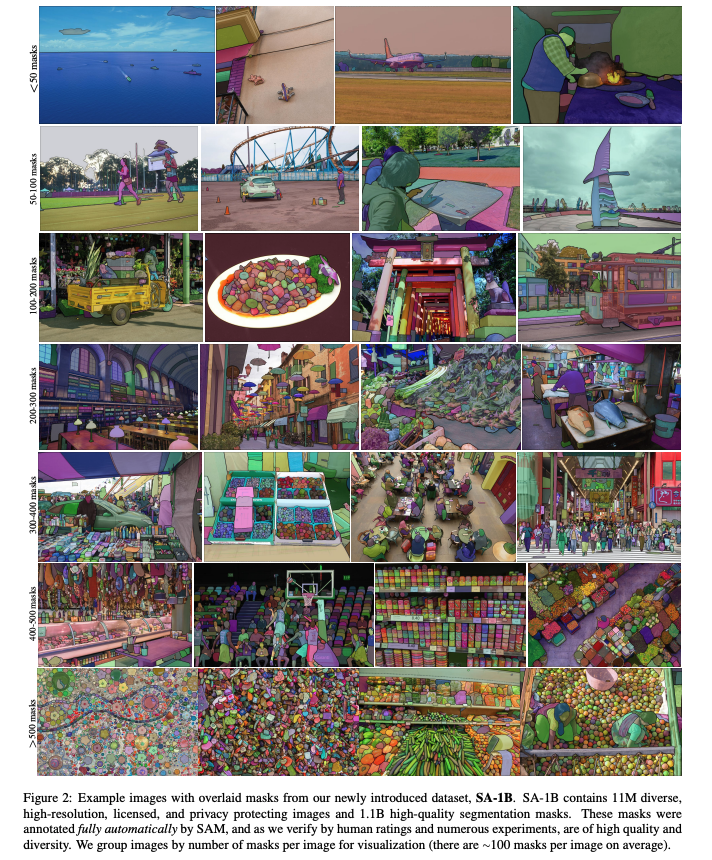 <50 masks
50-100 masks
100-200 masks
200-300 masks
300-400 masks
400-500 masks
>500 masks
Figure 2: Example images with overlaid masks from our newly introduced dataset, SA-1B. SA-1B contains 11M diverse,
high-resolution, licensed, and privacy protecting images and 1.1B high-quality segmentation masks. These masks were
annotated fully automatically by SAM, and as we verify by human ratings and numerous experiments, are of high quality and
diversity. We group images by number of masks per image for visualization (there are ∼100 masks per image on average).